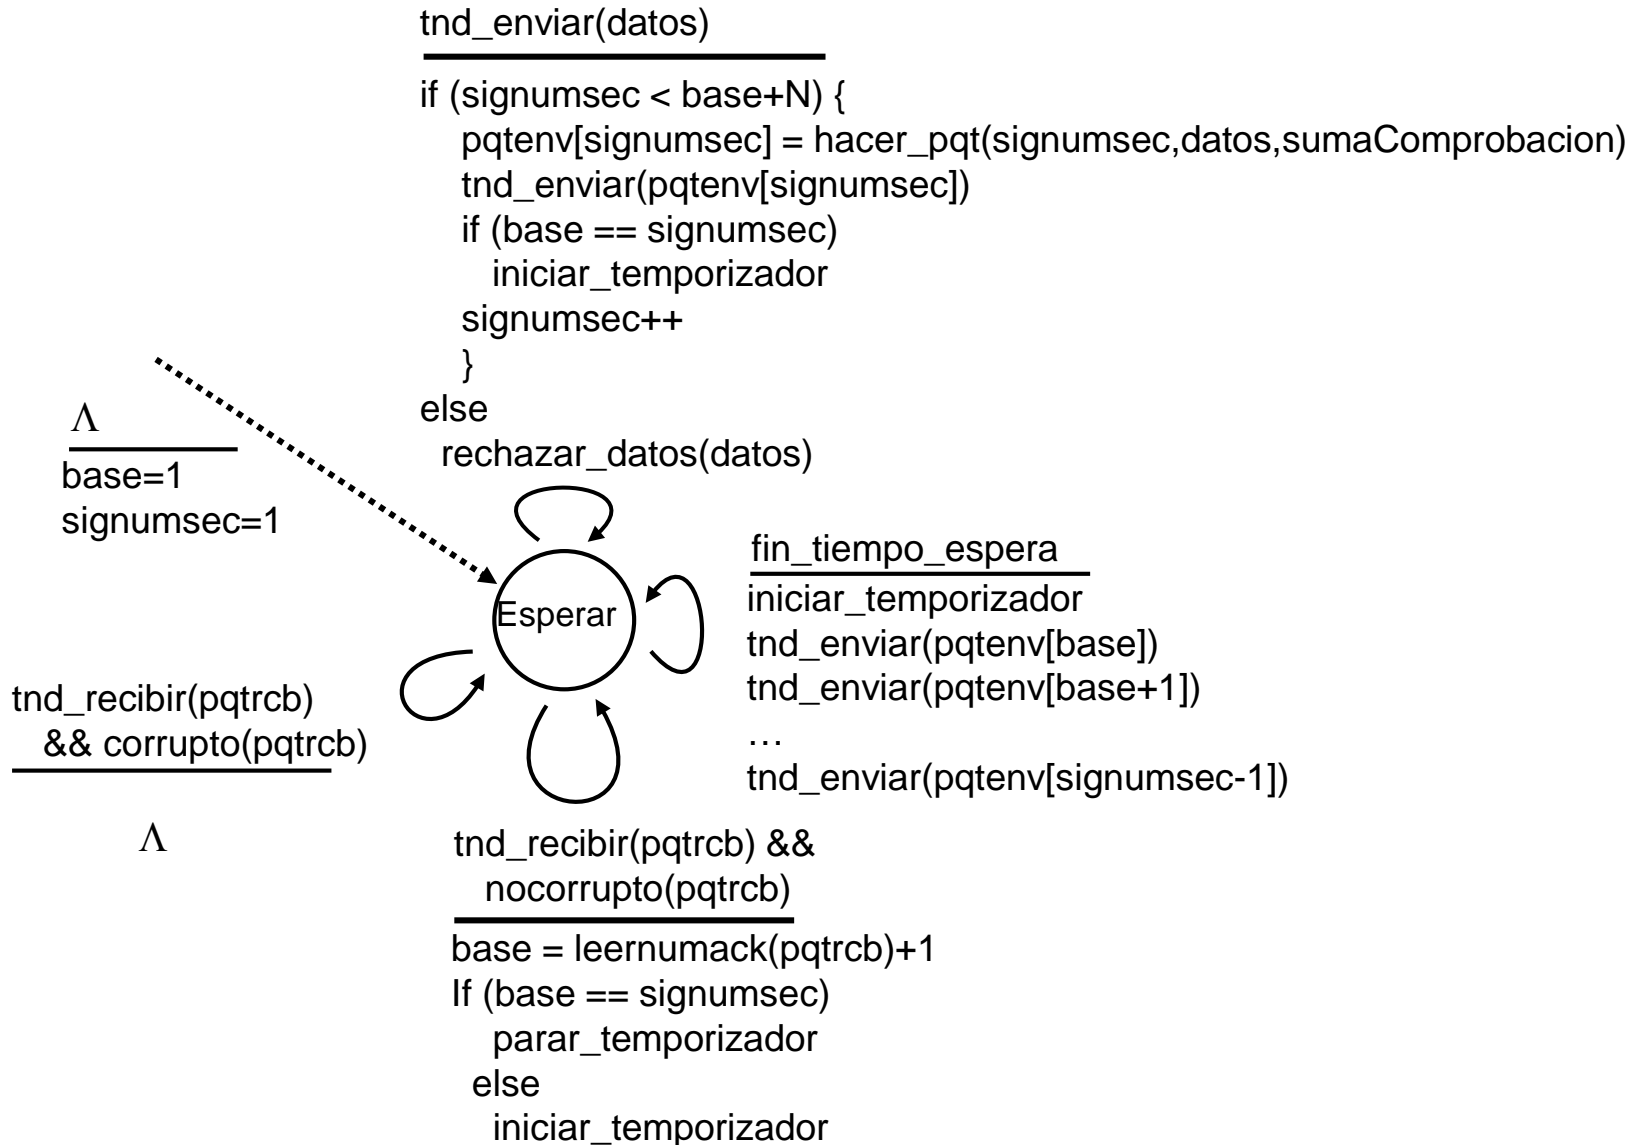 tnd_enviar(datos)
if (signumsec < base+N) {
pqtenv[signumsec] = hacer_pqt(signumsec,datos,sumaComprobacion)
tnd_enviar(pqtenv[signumsec])
if (base == signumsec)
iniciar_temporizador
signumsec++
}
else
rechazar_datos(datos)
Λ
base=1
signumsec=1
Esperar
fin_tiempo_espera
iniciar_temporizador
tnd_enviar(pqtenv[base])
tnd_enviar(pqtenv[base+1])
…
tnd_enviar(pqtenv[signumsec-1])
tnd_recibir(pqtrcb)
&& corrupto(pqtrcb)
Λ
tnd_recibir(pqtrcb) &&
nocorrupto(pqtrcb)
base = leernumack(pqtrcb)+1
If (base == signumsec)
parar_temporizador
else
iniciar_temporizador